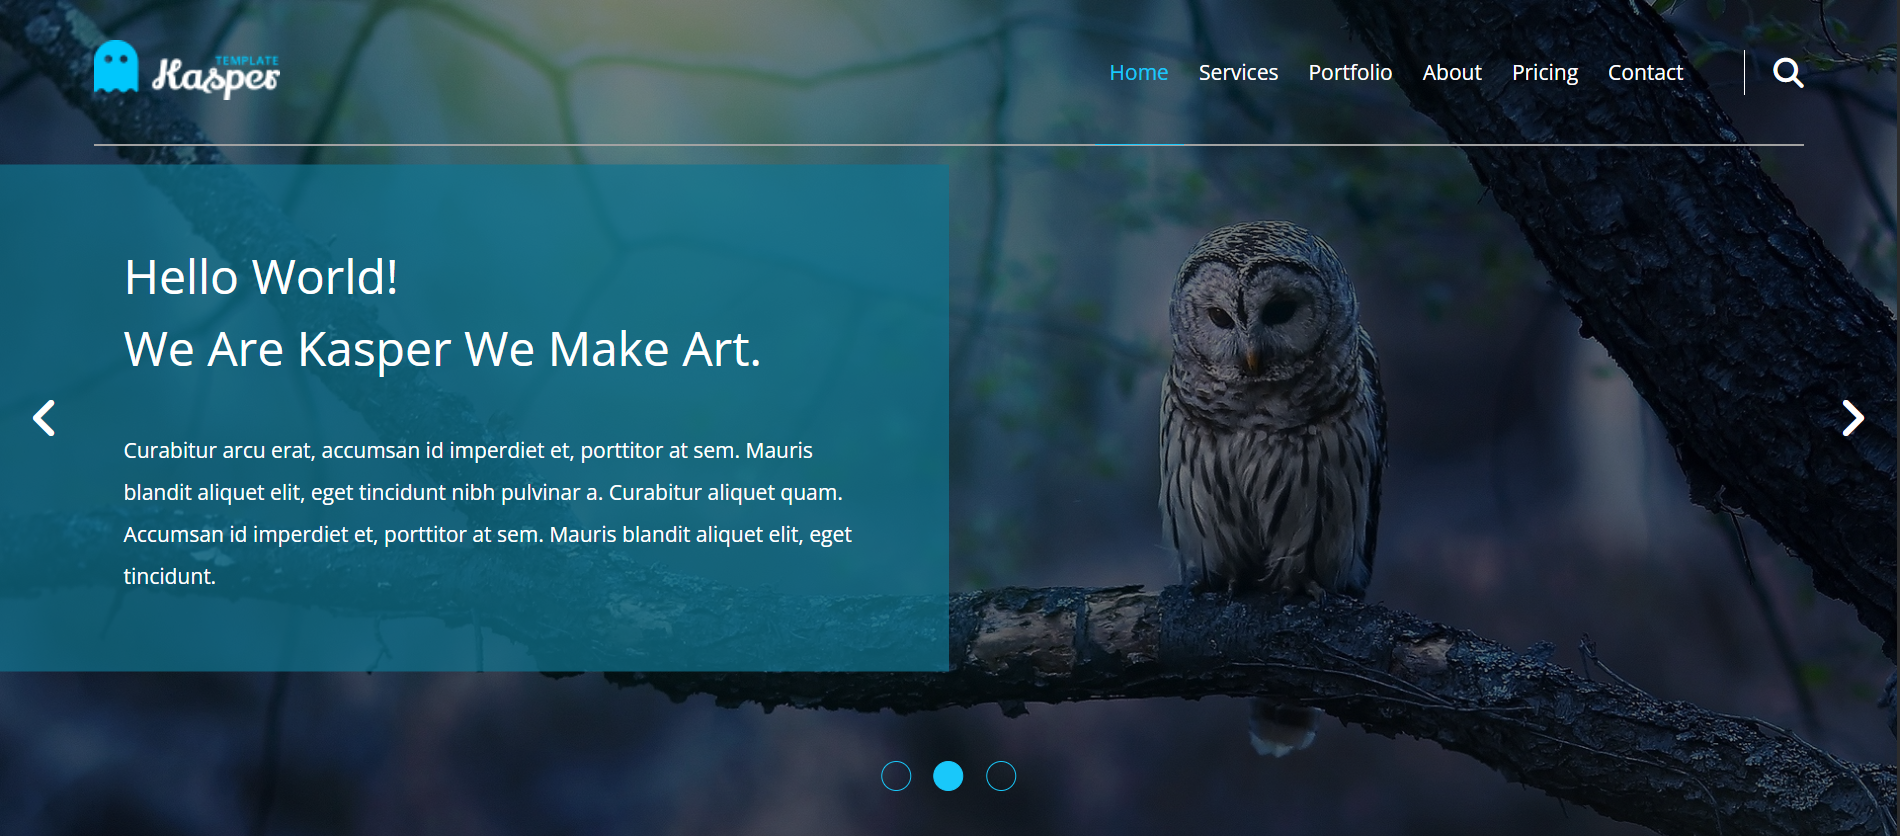 TEMPLATE
Kasper
Home Services Portfolio About Pricing Contact
Hello World!
We Are Kasper We Make Art.
Curabitur arcu erat, accumsan id imperdiet et, porttitor at sem. Mauris
blandit aliquet elit, eget tincidunt nibh pulvinar a. Curabitur aliquet quam.
Accumsan id imperdiet et, porttitor at sem. Mauris blandit aliquet elit, eget
tincidunt.